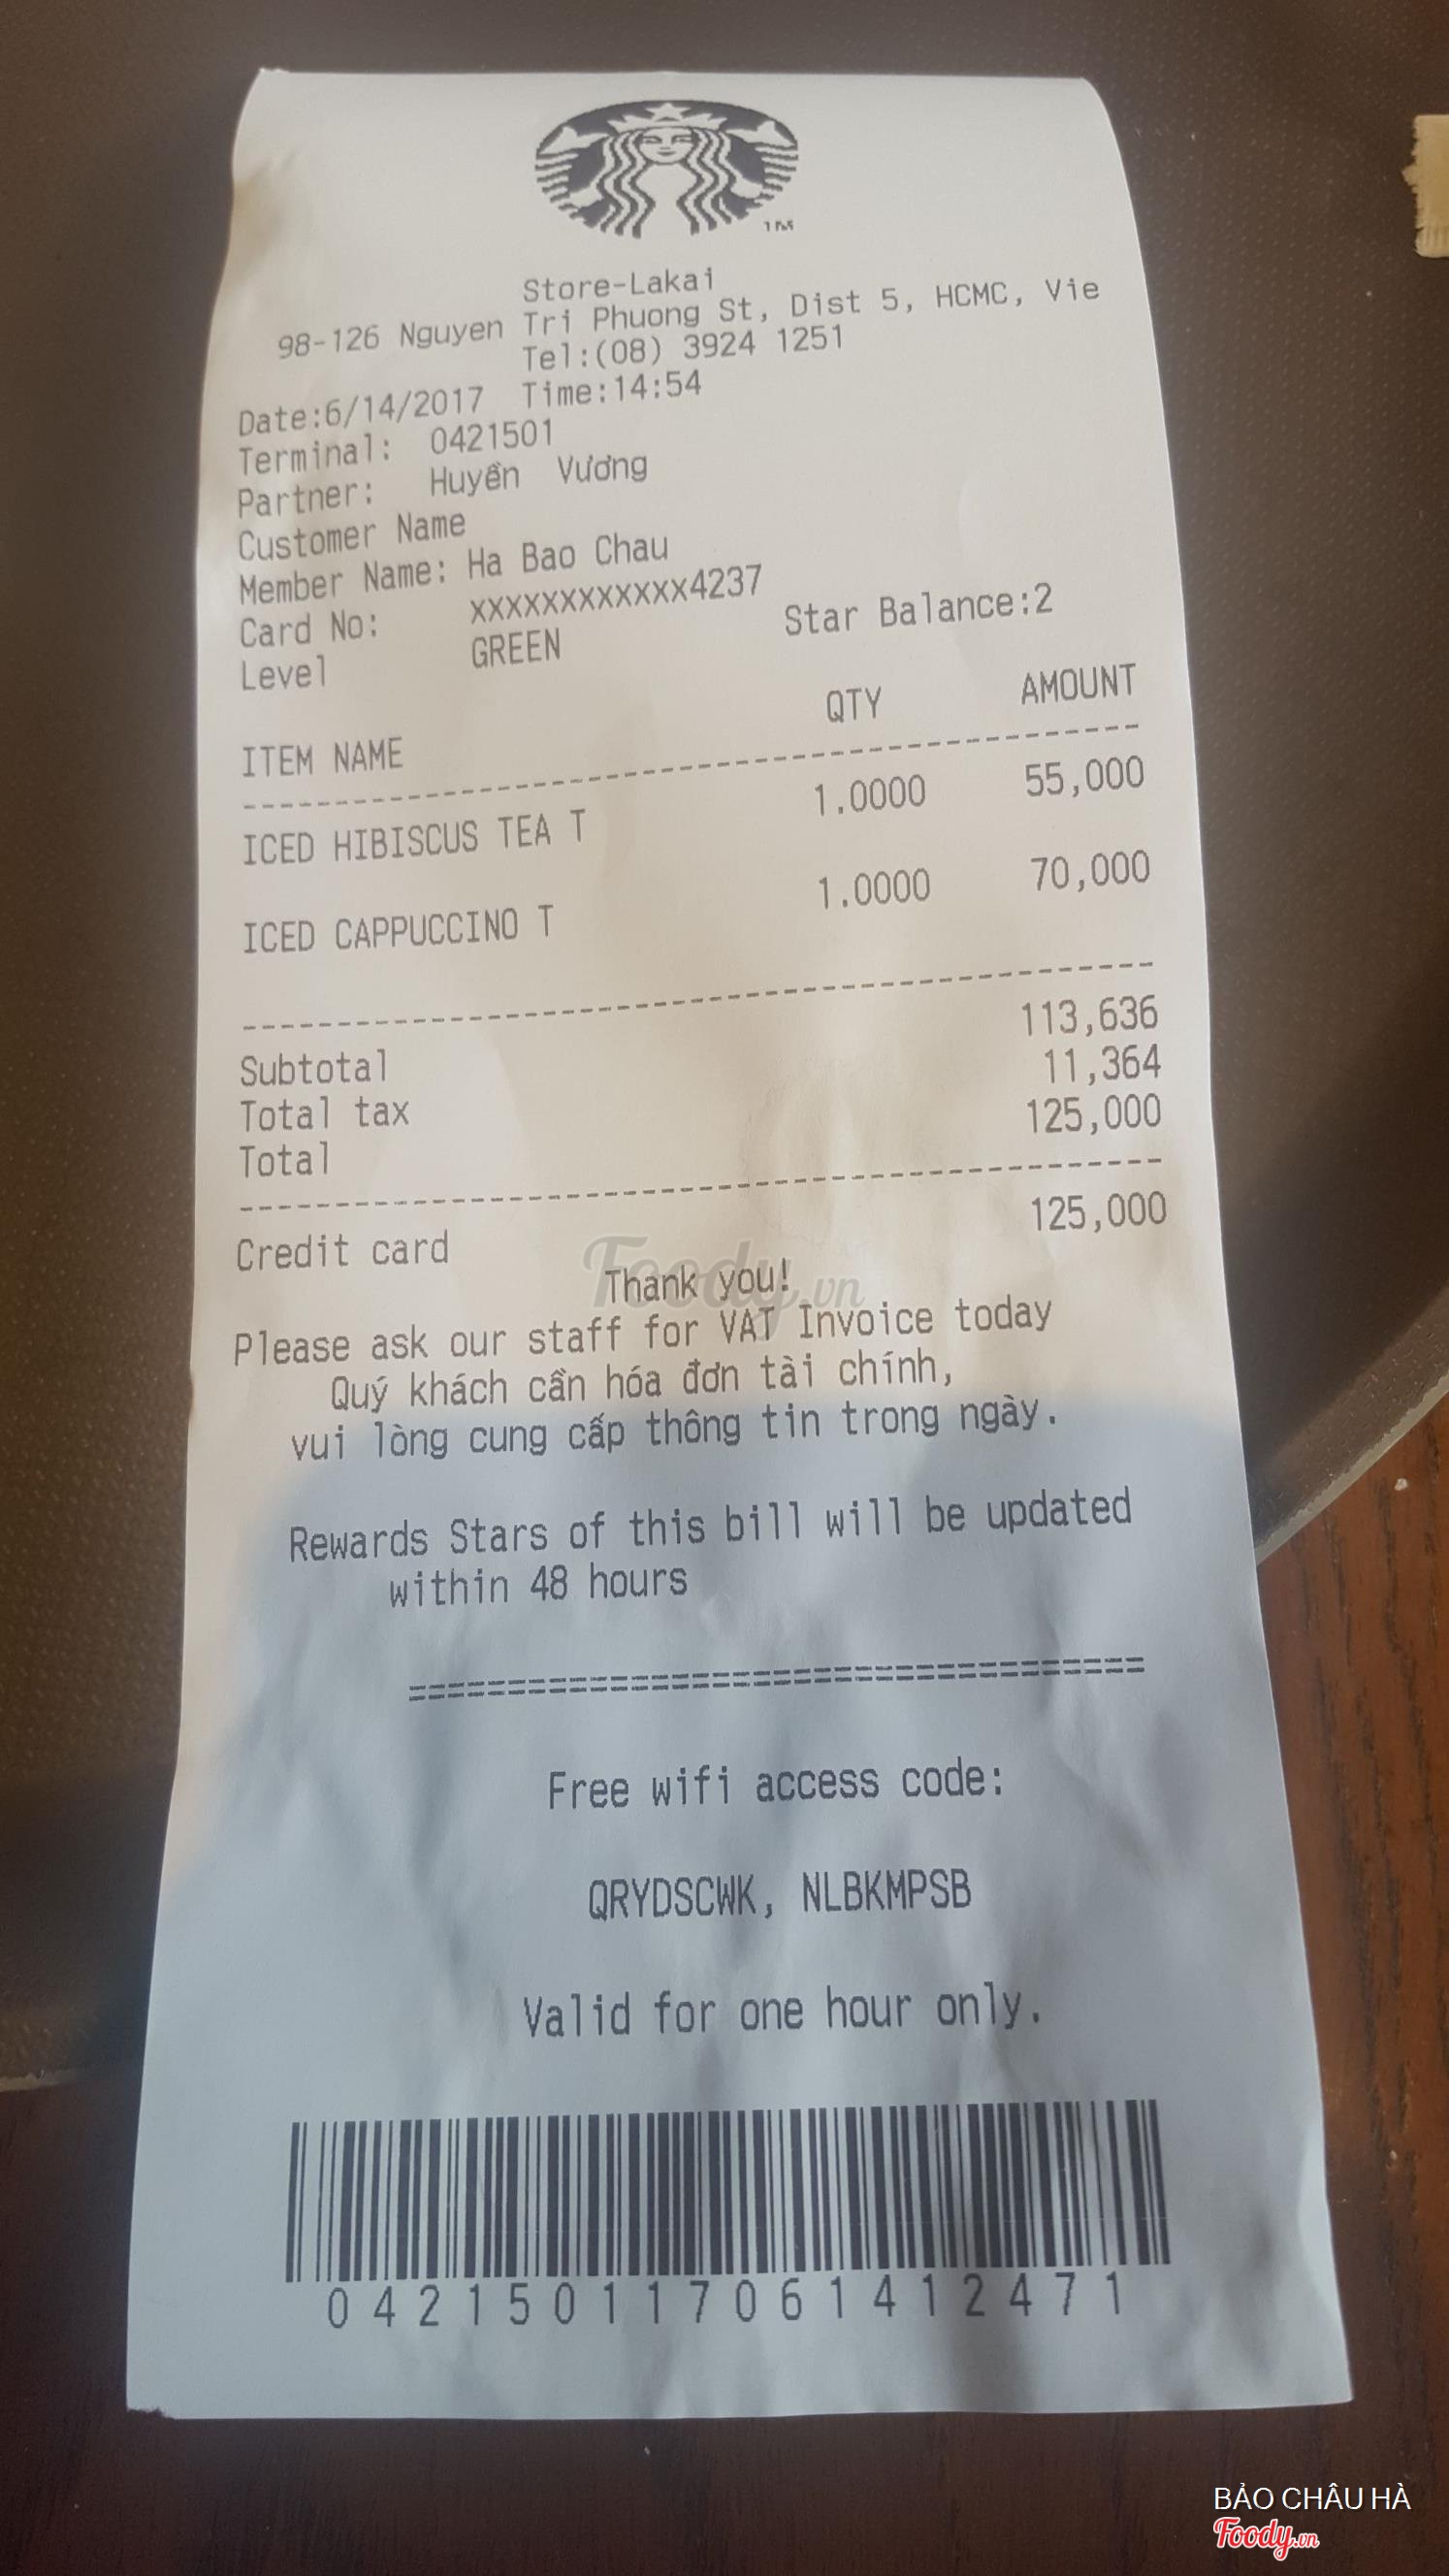 TM
Store-Lakai
98-126 Nguyen Tri Phuong St, Dist 5, HCMC, Vie
Tel:(08) 3924 1251
Date:6/14/2017 Time:14:54
Terminal: 0421501
Partner: Huyền Vương
Customer Name
Member Name: Ha Bao Chau
Card No: xxxxxxxxxxxx4237
Level GREEN Star Balance:2
ITEM NAME QTY AMOUNT
ICED HIBISCUS TEA T 1.0000 55,000
ICED CAPPUCCINO T 1.0000 70,000
Subtotal 113,636
Total tax 11,364
Total 125,000
Credit card 125,000
Thank you!
Foody.vn
Please ask our staff for VAT Invoice today
Quý khách cần hóa đơn tài chính,
vui lòng cung cấp thông tin trong ngày.
Rewards Stars of this bill will be updated
within 48 hours
Free wifi access code:
QRYDSCWK, NLBKMPSB
Valid for one hour only.
042150117061412471
BẢO CHÂU HÀ
Foody.vn